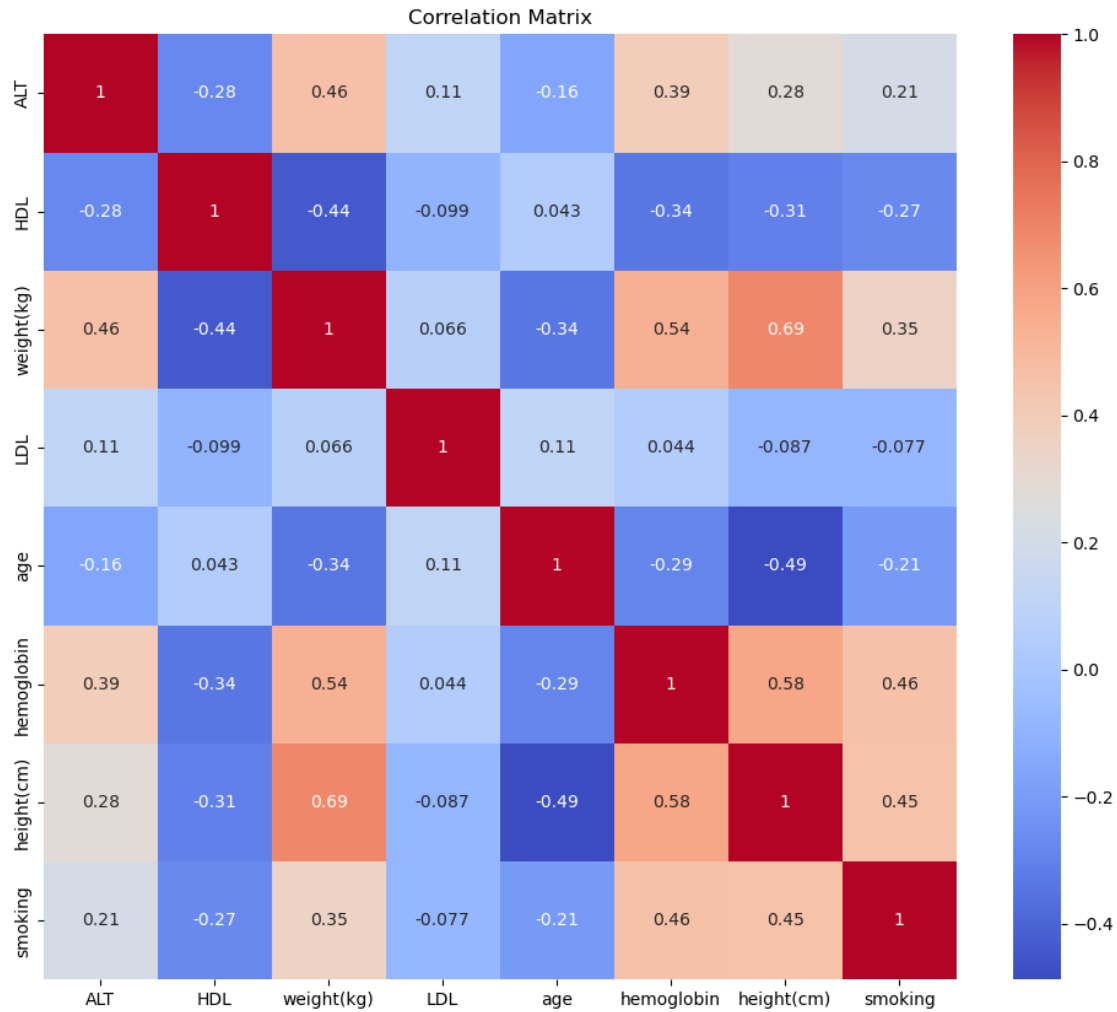 Correlation Matrix
ALT 1 -0.28 0.46 0.11 -0.16 0.39 0.28 0.21
HDL -0.28 1 -0.44 -0.099 0.043 -0.34 -0.31 -0.27
weight(kg) 0.46 -0.44 1 0.066 -0.34 0.54 0.69 0.35
LDL 0.11 -0.099 0.066 1 0.11 0.044 -0.087 -0.077
age -0.16 0.043 -0.34 0.11 1 -0.29 -0.49 -0.21
hemoglobin 0.39 -0.34 0.54 0.044 -0.29 1 0.58 0.46
height(cm) 0.28 -0.31 0.69 -0.087 -0.49 0.58 1 0.45
smoking 0.21 -0.27 0.35 -0.077 -0.21 0.46 0.45 1
ALT HDL weight(kg) LDL age hemoglobin height(cm) smoking
1.0
0.8
0.6
0.4
0.2
0.0
−0.2
−0.4